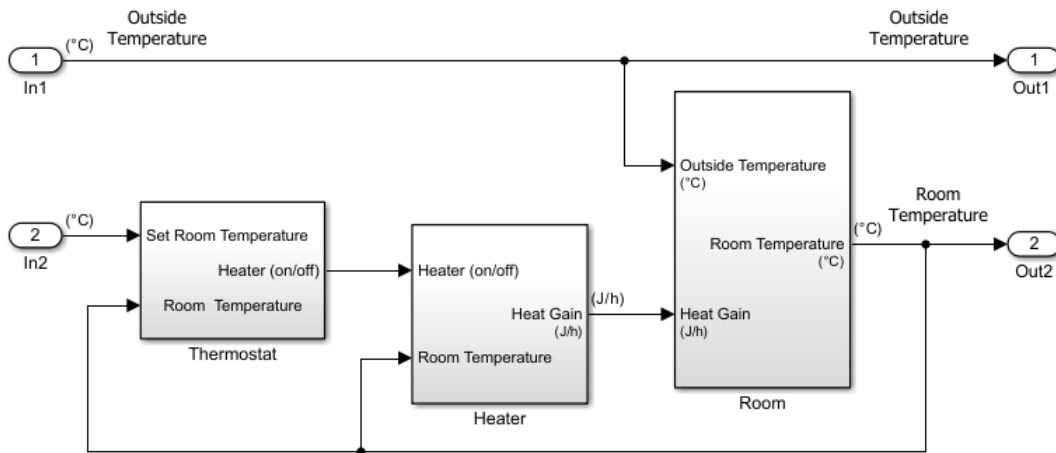 Outside
Temperature
Outside
Temperature
(°C)
1
In1
1
Out1
Outside Temperature
(°C)
Room
Temperature
(°C)
2
In2
Set Room Temperature
Heater (on/off)
Room Temperature
Thermostat
Heater (on/off)
Heat Gain
(J/h)
Room Temperature
Heater
(J/h)
Room Temperature
(°C)
Heat Gain
(J/h)
Room
(°C)
2
Out2